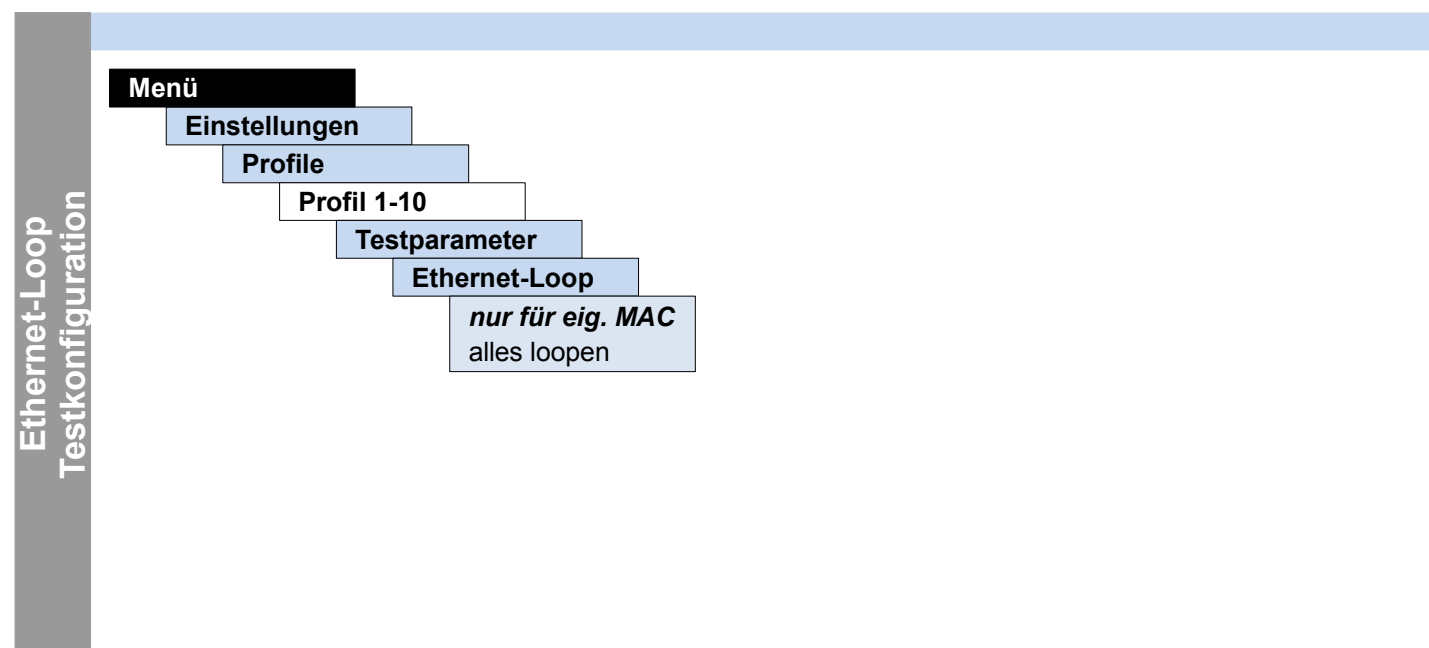 Ethernet-Loop
Testkonfiguration
Menü
Einstellungen
Profile
Profil 1-10
Testparameter
Ethernet-Loop
nur für eig. MAC
alles loopen